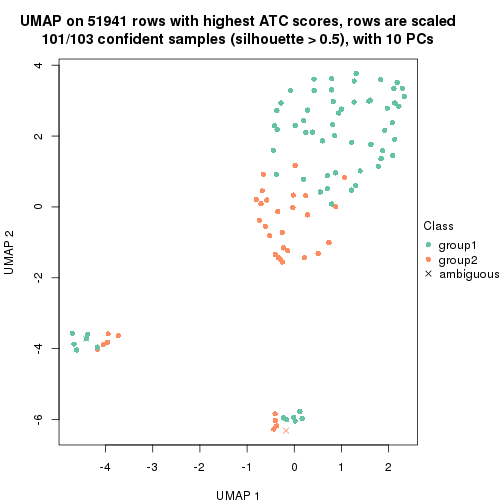 UMAP on 51941 rows with highest ATC scores, rows are scaled
101/103 confident samples (silhouette > 0.5), with 10 PCs
4
2
0
-2
-4
-6
UMAP 2
-4
-3
-2
-1
0
1
2
UMAP 1
Class
group1
group2
ambiguous